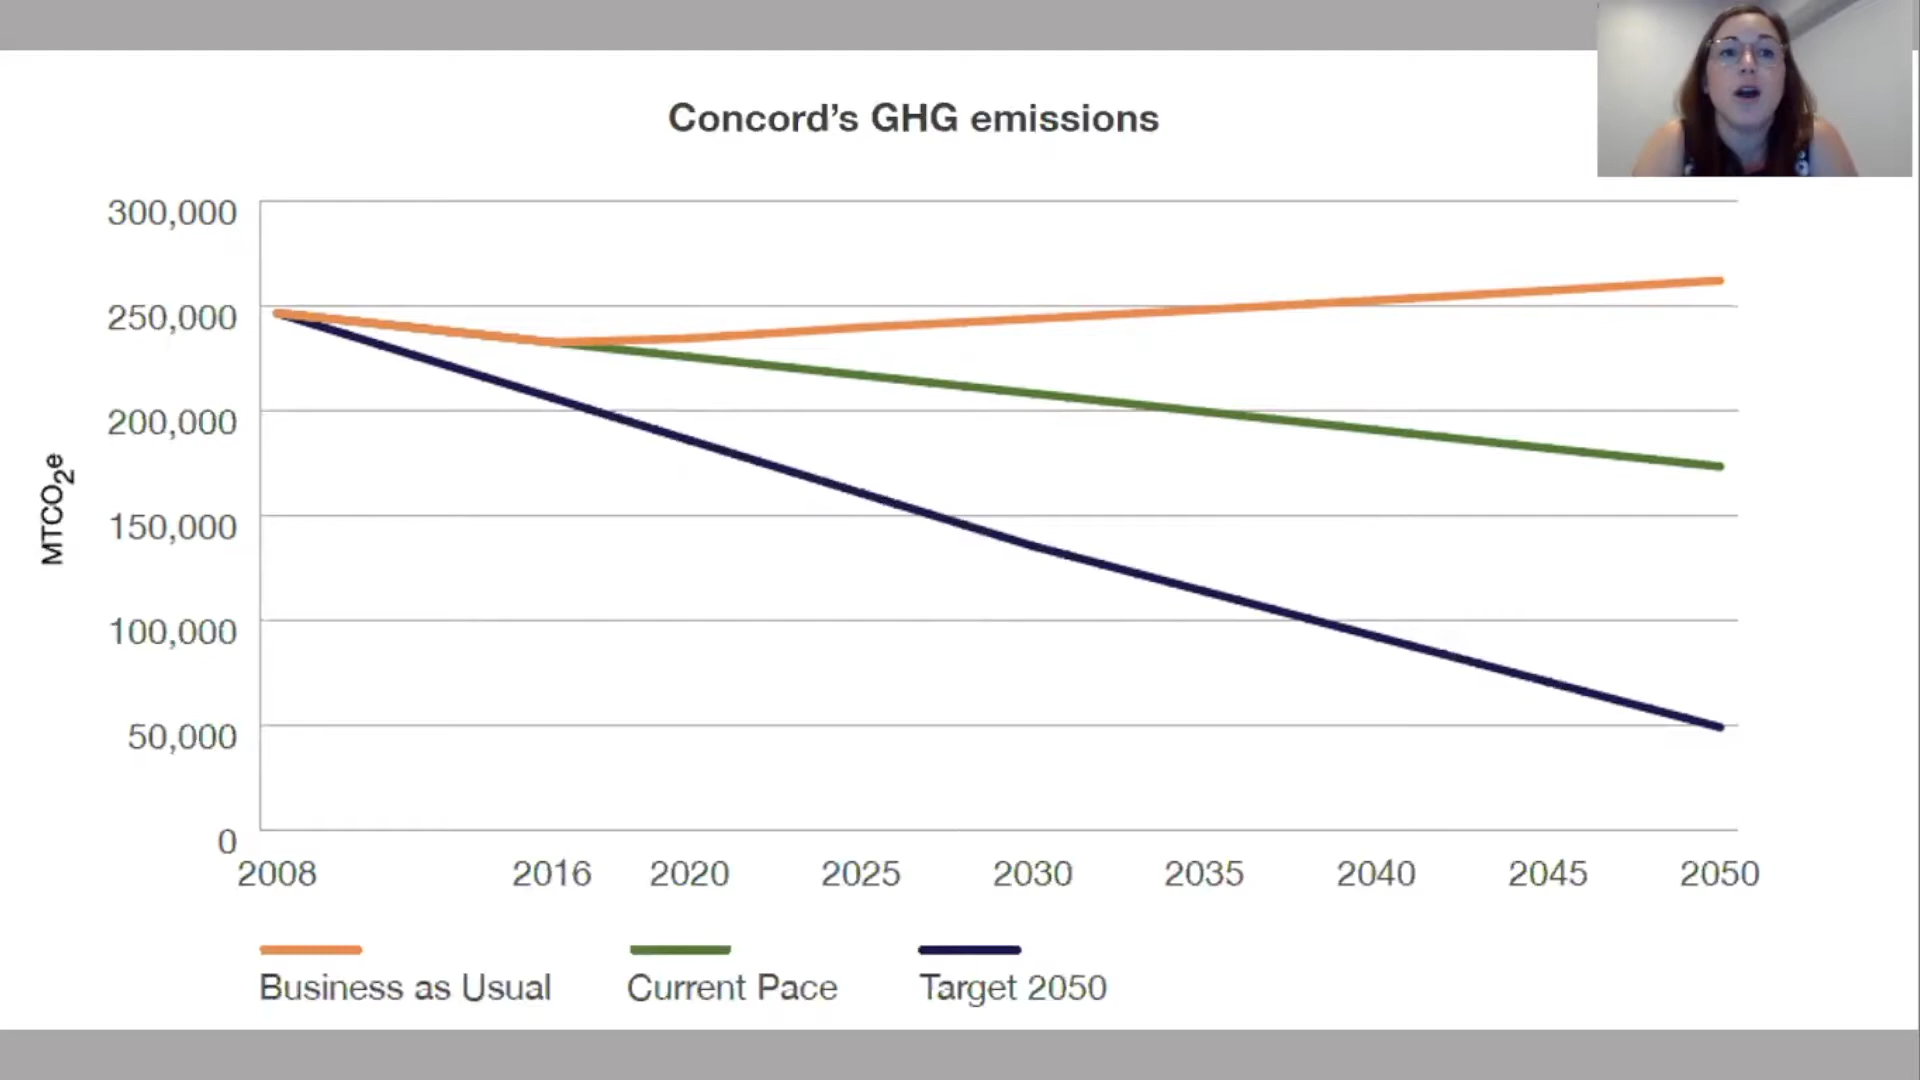 Concord’s GHG emissions
300,000
250,000
200,000
150,000
100,000
50,000
0
MTCO2e
2008 2016 2020 2025 2030 2035 2040 2045 2050
Business as Usual Current Pace Target 2050